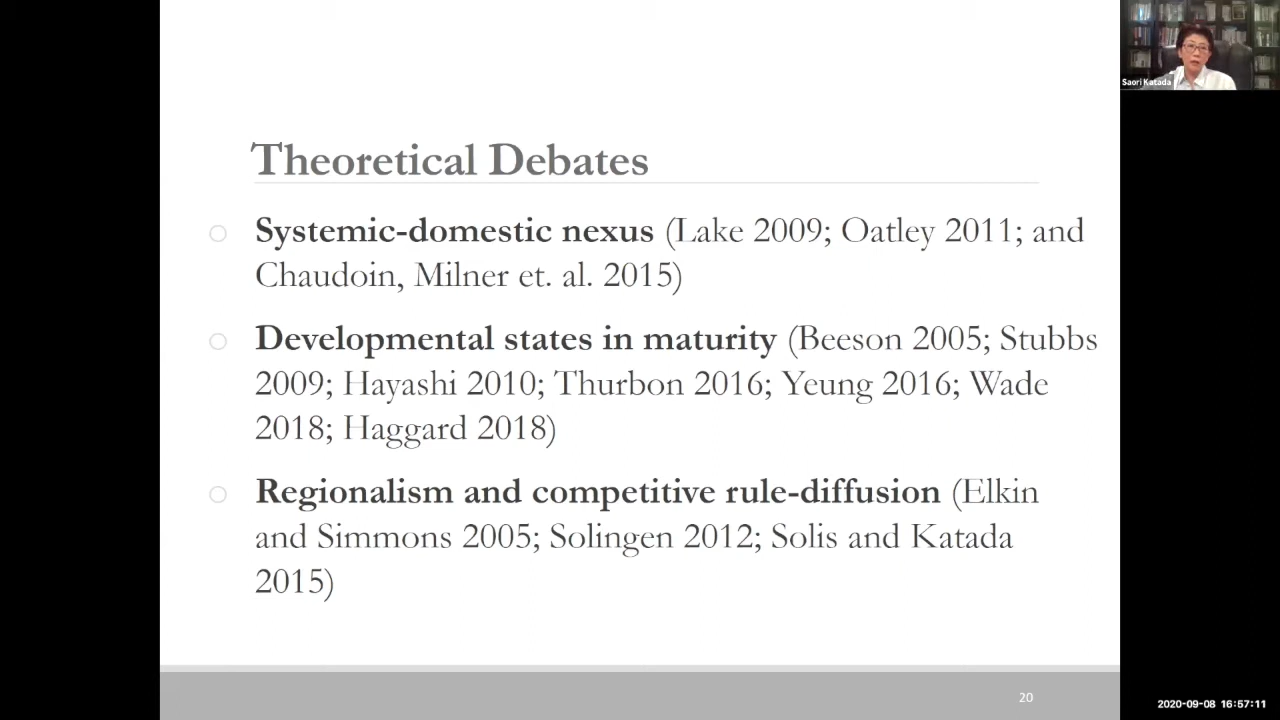 Saori Katada
Theoretical Debates
Systemic-domestic nexus (Lake 2009; Oatley 2011; and
Chaudoin, Milner et. al. 2015)
Developmental states in maturity (Beeson 2005; Stubbs
2009; Hayashi 2010; Thurbon 2016; Yeung 2016; Wade
2018; Haggard 2018)
Regionalism and competitive rule-diffusion (Elkin
and Simmons 2005; Solingen 2012; Solis and Katada
2015)
20
2020-09-08 16:57:11